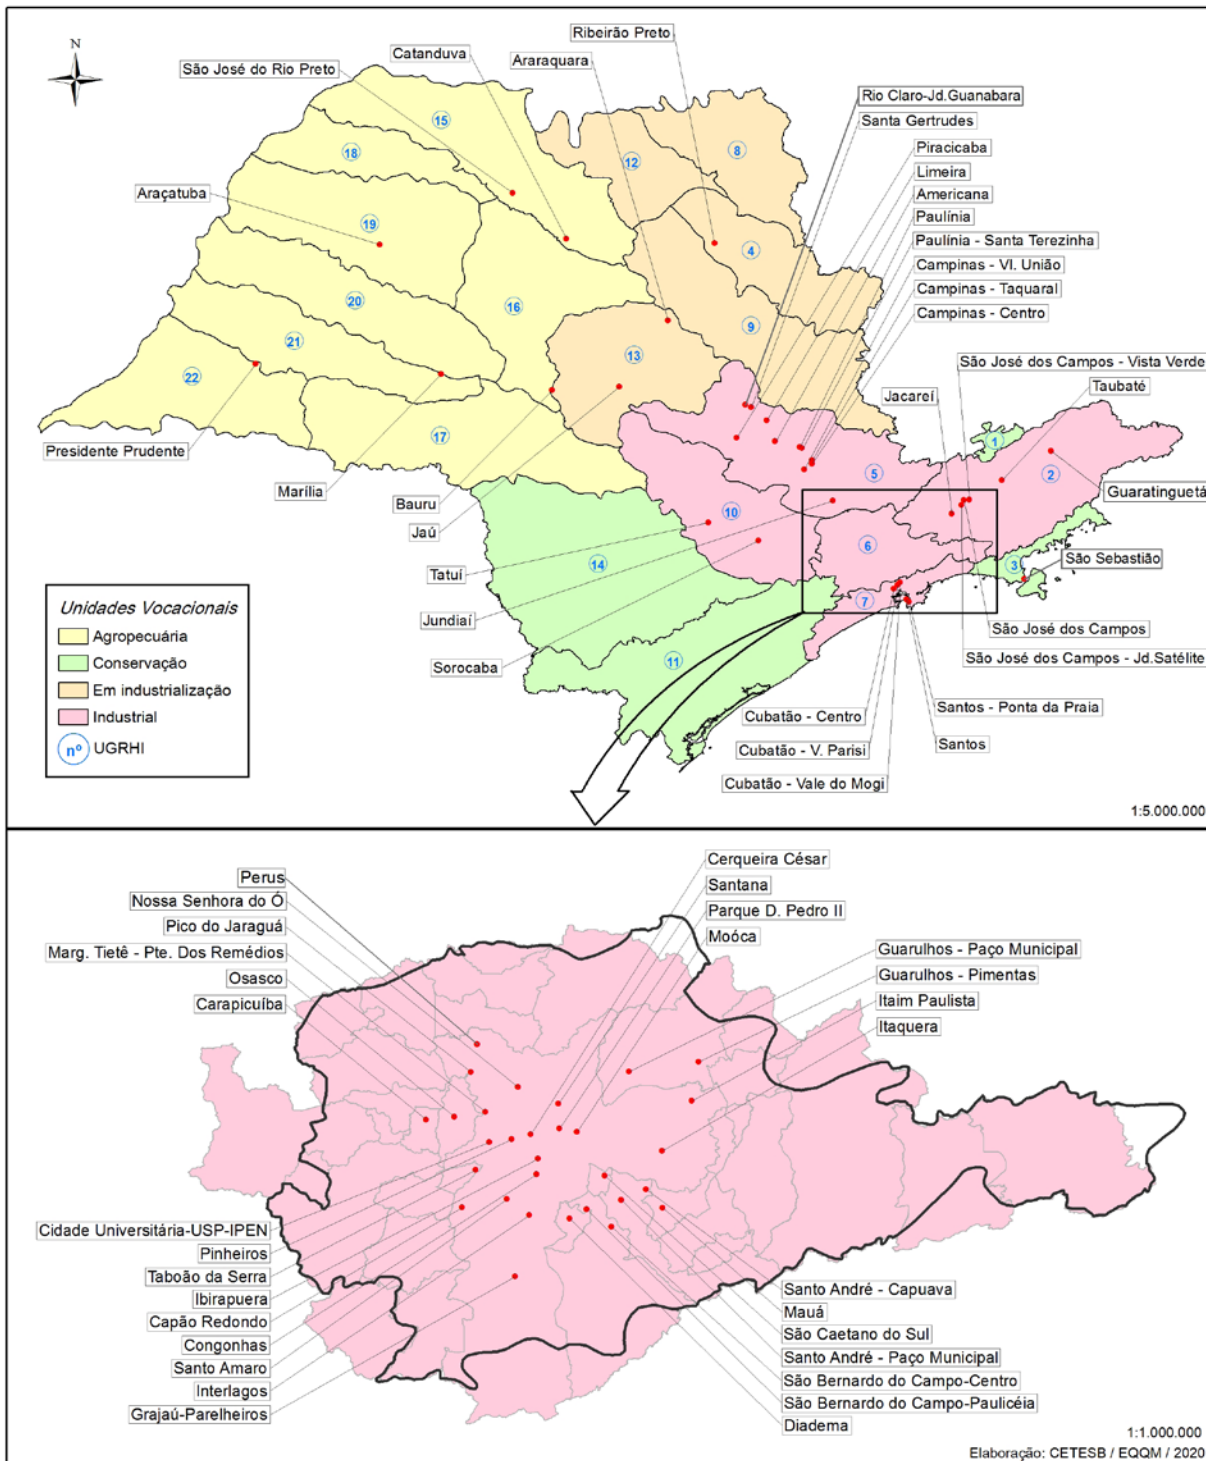 N
Ribeirão Preto
Catanduva
Araraquara
São José do Rio Preto
Rio Claro-Jd.Guanabara
Santa Gertrudes
Piracicaba
Limeira
Americana
Paulínia
Paulínia - Santa Terezinha
Campinas - Vl. União
Campinas - Taquaral
Campinas - Centro
Araçatuba
São José dos Campos - Vista Verde
Taubaté
Jacareí
Guaratinguetá
Presidente Prudente
Marília
Bauru
Jaú
Tatuí
Jundiaí
Sorocaba
São Sebastião
São José dos Campos
São José dos Campos - Jd.Satélite
Santos - Ponta da Praia
Santos
Cubatão - Centro
Cubatão - V. Parisi
Cubatão - Vale do Mogi
15
18
19
20
21
22
16
17
12
8
4
9
13
5
10
6
7
2
1
3
14
11
Unidades Vocacionais
Agropecuária
Conservação
Em industrialização
Industrial
nº UGRHI
1:5.000.000
Perus
Nossa Senhora do Ó
Pico do Jaraguá
Marg. Tietê - Pte. Dos Remédios
Osasco
Carapicuíba
Cerqueira César
Santana
Parque D. Pedro II
Moóca
Guarulhos - Paço Municipal
Guarulhos - Pimentas
Itaim Paulista
Itaquera
Cidade Universitária-USP-IPEN
Pinheiros
Taboão da Serra
Ibirapuera
Capão Redondo
Congonhas
Santo Amaro
Interlagos
Grajaú-Parelheiros
Santo André - Capuava
Mauá
São Caetano do Sul
Santo André - Paço Municipal
São Bernardo do Campo-Centro
São Bernardo do Campo-Paulicéia
Diadema
1:1.000.000
Elaboração: CETESB / EQQM / 2020